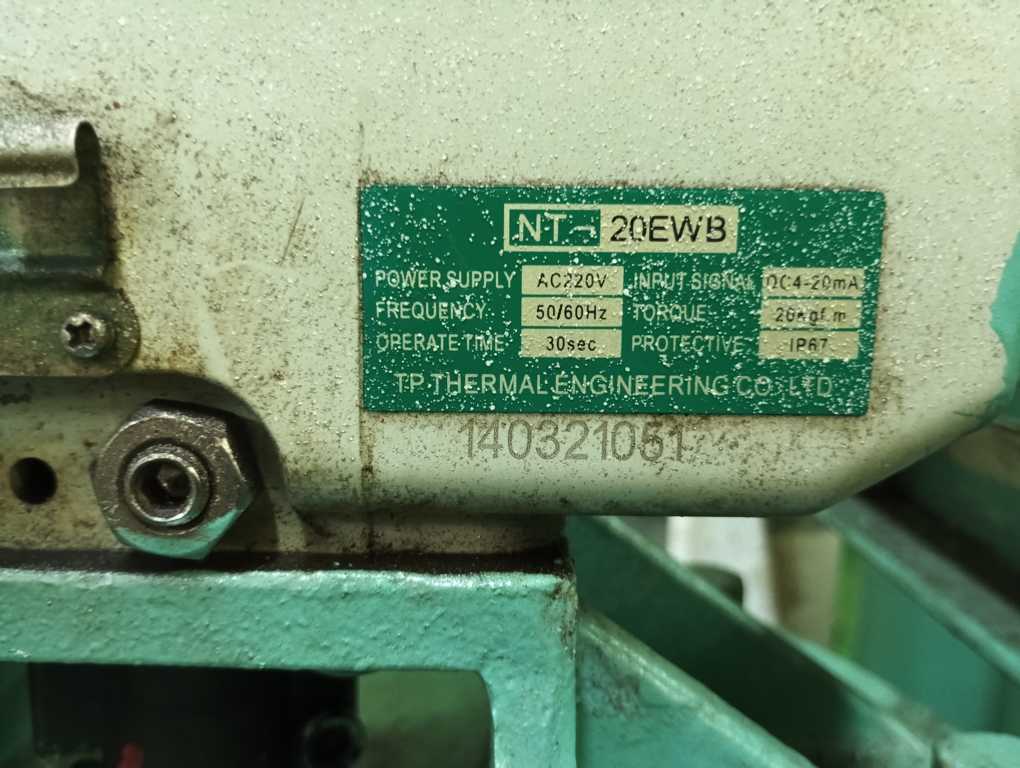 NT- 20EWB
POWER SUPPLY AC220V INPUT SIGNAL DC4-20mA
FREQUENCY 50/60Hz TORQUE 20Kgf.m
OPERATE TIME 30sec PROTECTIVE IP67
TP THERMAL ENGINEERING CO., LTD
140321051